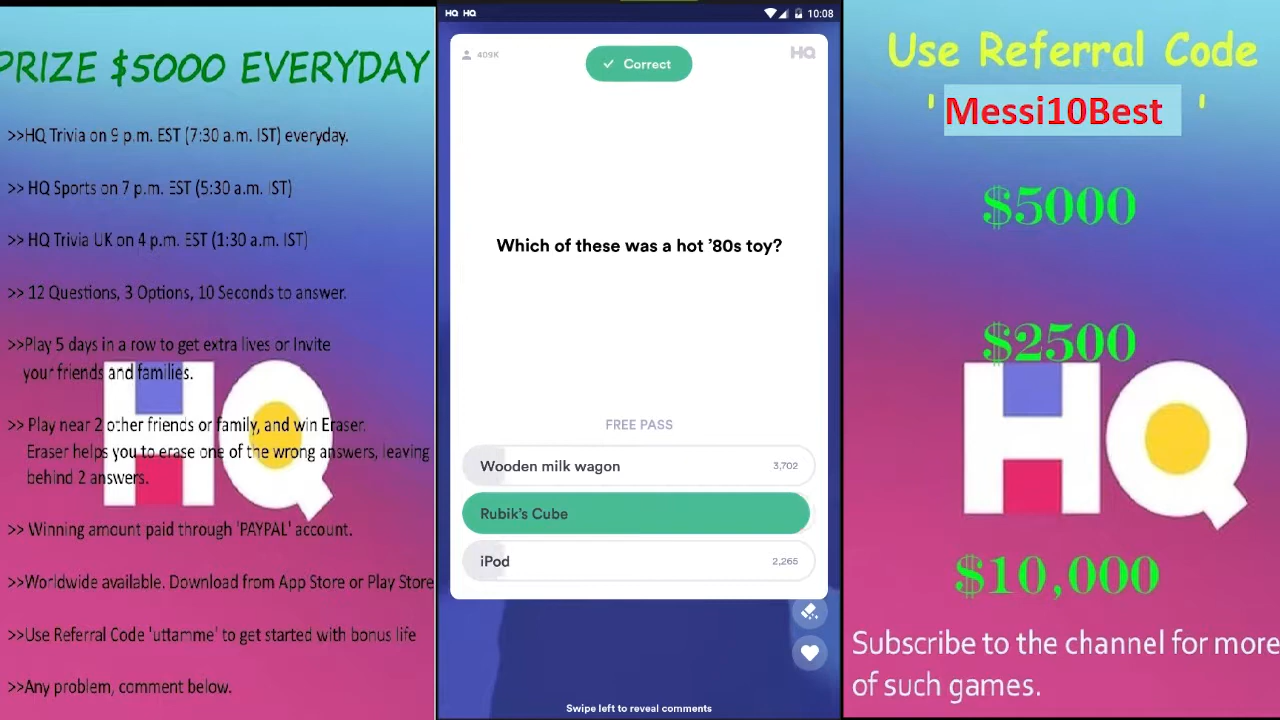 PRIZE $5000 EVERYDAY
>>HQ Trivia on 9 p.m. EST (7:30 a.m. IST) everyday.
>> HQ Sports on 7 p.m. EST (5:30 a.m. IST)
>> HQ Trivia UK on 4 p.m. EST (1:30 a.m. IST)
>> 12 Questions, 3 Options, 10 Seconds to answer.
>>Play 5 days in a row to get extra lives or Invite
your friends and families.
>> Play near 2 other friends or family, and win Eraser.
Eraser helps you to erase one of the wrong answers, leaving
behind 2 answers.
>> Winning amount paid through 'PAYPAL' account.
>>Worldwide available. Download from App Store or Play Store
>>Use Referral Code 'uttamme' to get started with bonus life
>>Any problem, comment below.
HQ
HQ HQ
10:08
409K
Correct
HQ
Which of these was a hot ’80s toy?
FREE PASS
Wooden milk wagon 3,702
Rubik’s Cube
iPod 2,265
Swipe left to reveal comments
Use Referral Code
' Messi10Best '
$5000
$2500
HQ
$10,000
Subscribe to the channel for more
of such games.